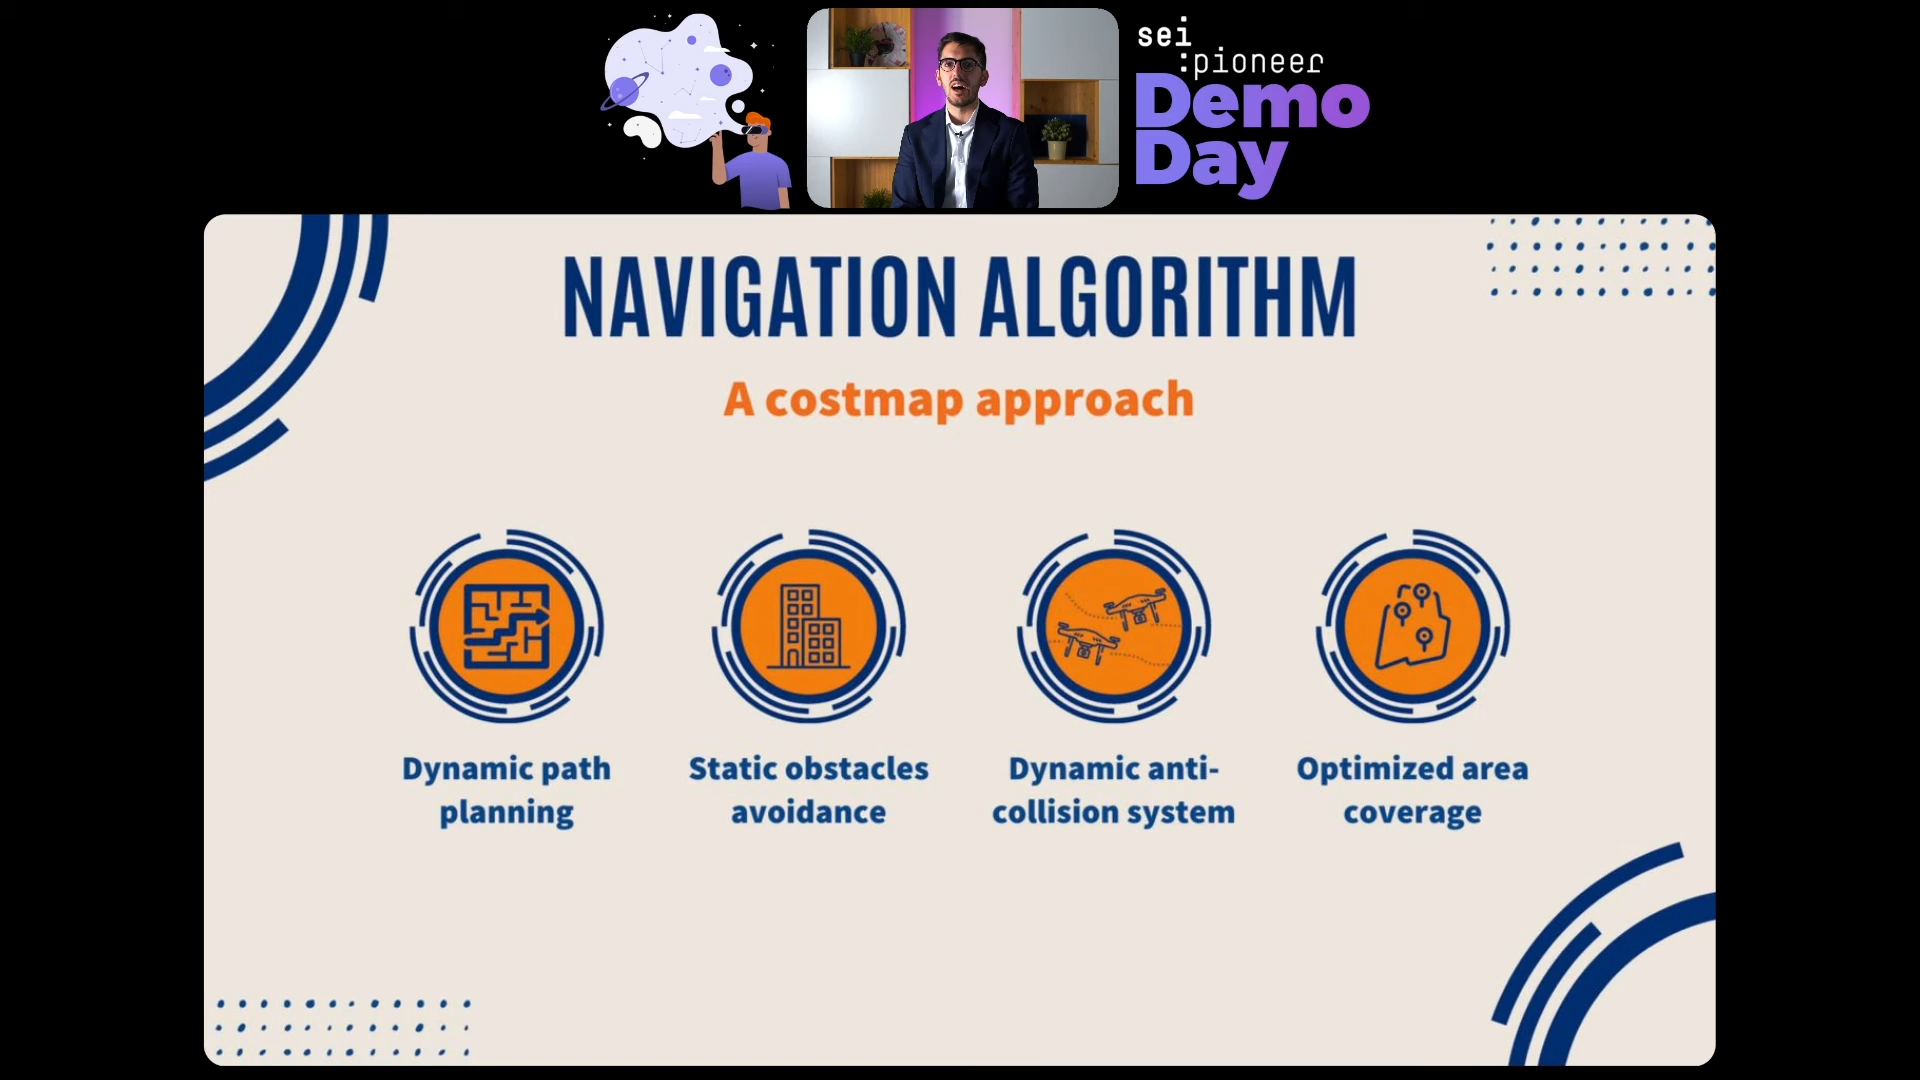 sei
:pioneer
Demo
Day
NAVIGATION ALGORITHM
A costmap approach
Dynamic path
planning
Static obstacles
avoidance
Dynamic anti-
collision system
Optimized area
coverage